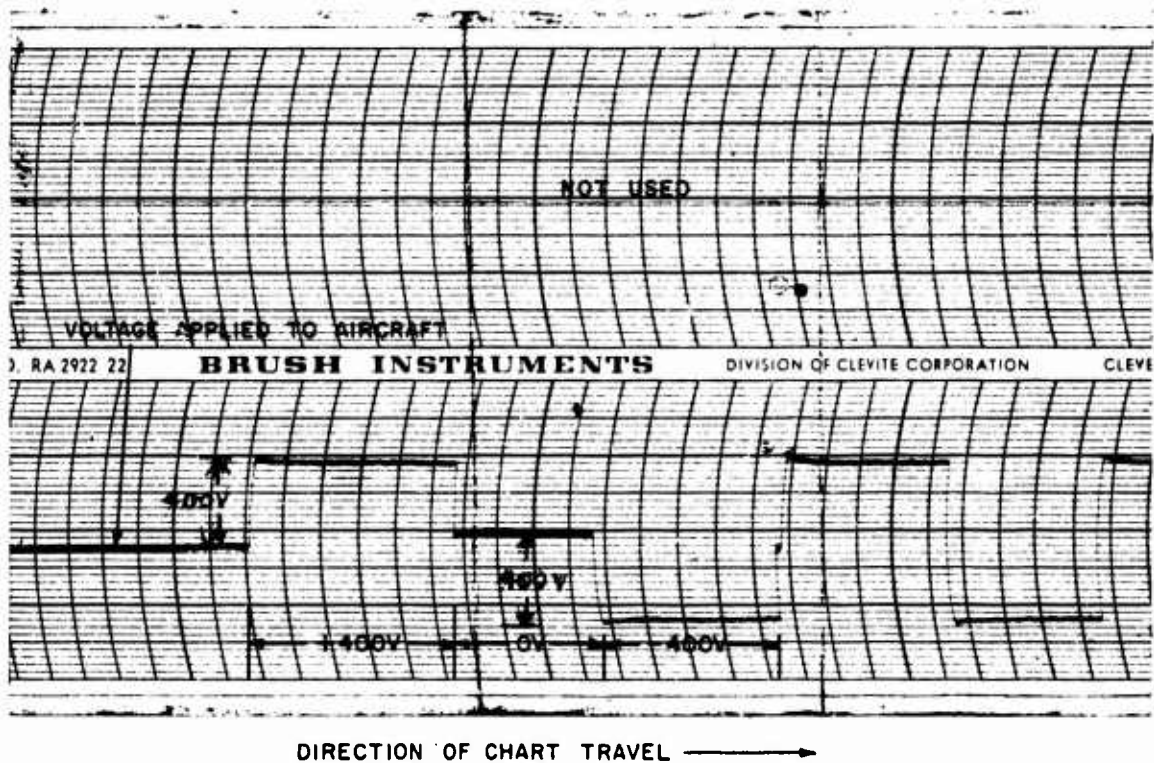 NOT USED
VOLTAGE APPLIED TO AIRCRAFT
RA 2922 22 BRUSH INSTRUMENTS DIVISION OF CLEVITE CORPORATION CLEVE
400V
400V
400V 0V -400V
DIRECTION OF CHART TRAVEL